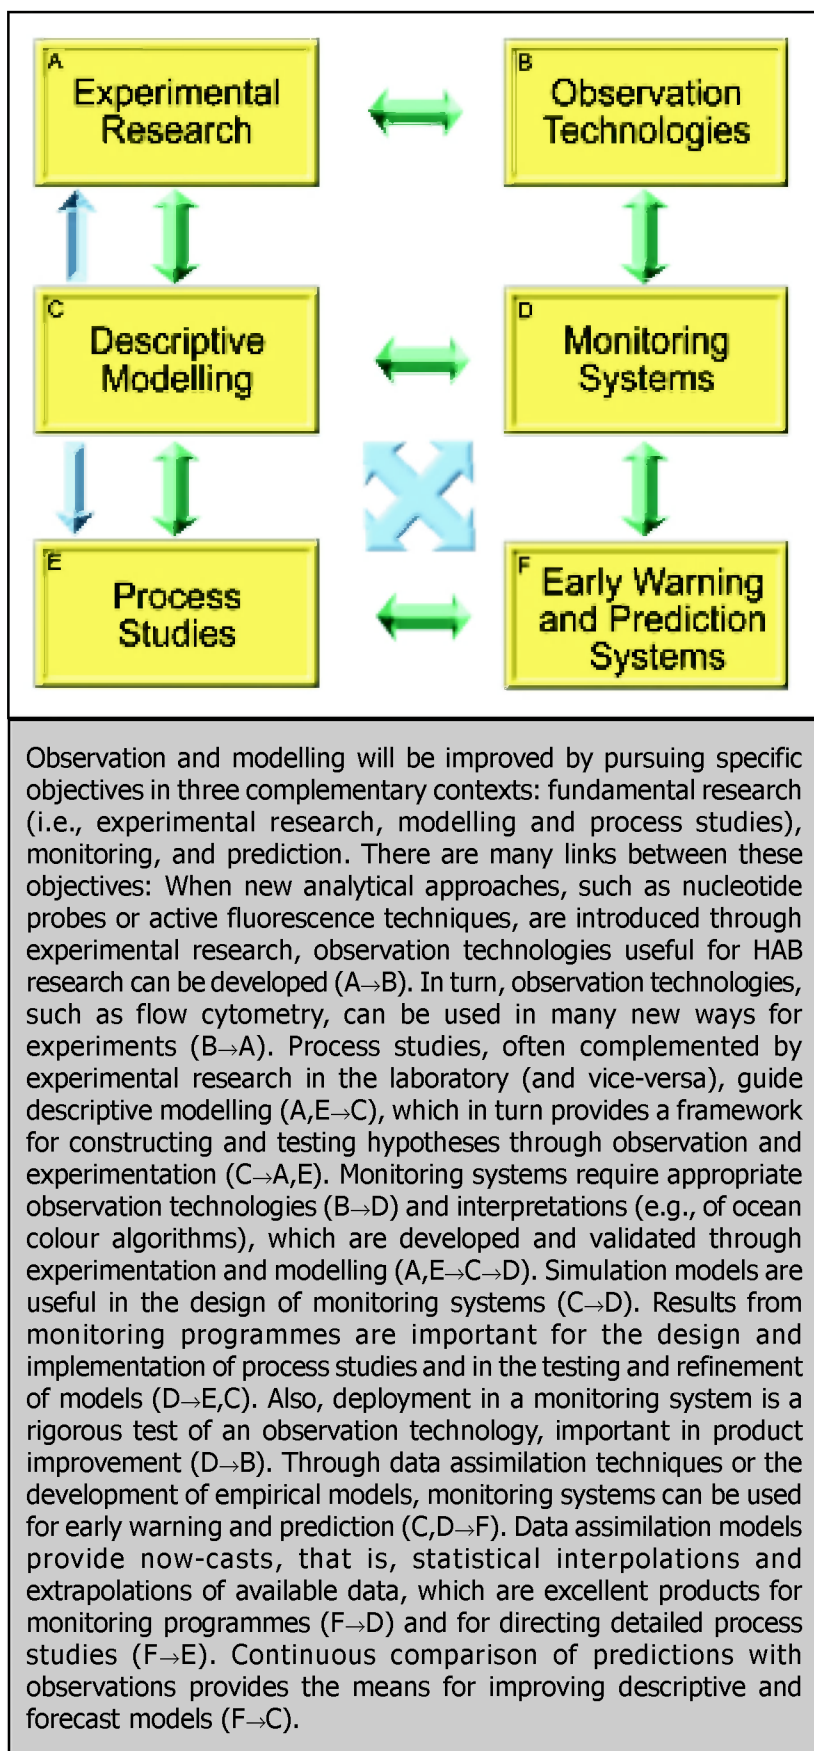 A
Experimental
Research
B
Observation
Technologies
C
Descriptive
Modelling
D
Monitoring
Systems
E
Process
Studies
F
Early Warning
and Prediction
Systems
Observation and modelling will be improved by pursuing specific
objectives in three complementary contexts: fundamental research
(i.e., experimental research, modelling and process studies),
monitoring, and prediction. There are many links between these
objectives: When new analytical approaches, such as nucleotide
probes or active fluorescence techniques, are introduced through
experimental research, observation technologies useful for HAB
research can be developed (A→B). In turn, observation technologies,
such as flow cytometry, can be used in many new ways for
experiments (B→A). Process studies, often complemented by
experimental research in the laboratory (and vice-versa), guide
descriptive modelling (A,E→C), which in turn provides a framework
for constructing and testing hypotheses through observation and
experimentation (C→A,E). Monitoring systems require appropriate
observation technologies (B→D) and interpretations (e.g., of ocean
colour algorithms), which are developed and validated through
experimentation and modelling (A,E→C→D). Simulation models are
useful in the design of monitoring systems (C→D). Results from
monitoring programmes are important for the design and
implementation of process studies and in the testing and refinement
of models (D→E,C). Also, deployment in a monitoring system is a
rigorous test of an observation technology, important in product
improvement (D→B). Through data assimilation techniques or the
development of empirical models, monitoring systems can be used
for early warning and prediction (C,D→F). Data assimilation models
provide now-casts, that is, statistical interpolations and
extrapolations of available data, which are excellent products for
monitoring programmes (F→D) and for directing detailed process
studies (F→E). Continuous comparison of predictions with
observations provides the means for improving descriptive and
forecast models (F→C).